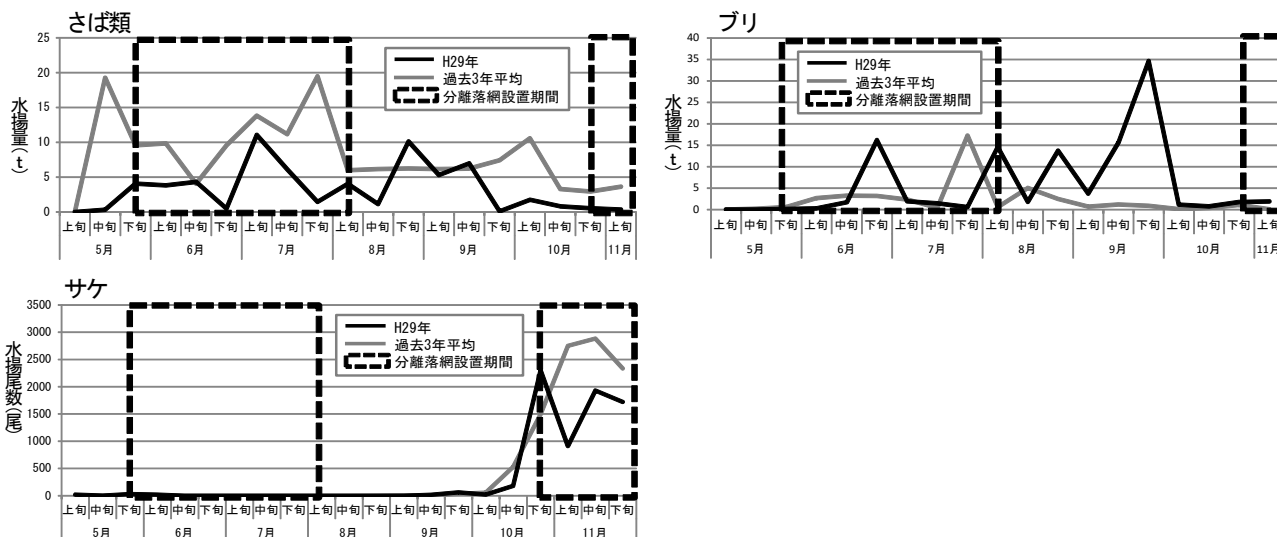 さば類
25
20
15
10
5
0
水揚量(t)
H29年
過去3年平均
分離落網設置期間
上旬 中旬 下旬 上旬 中旬 下旬 上旬 中旬 下旬 上旬 中旬 下旬 上旬 中旬 下旬 上旬 中旬 下旬 上旬
5月 6月 7月 8月 9月 10月 11月
ブリ
40
35
30
25
20
15
10
5
0
水揚量(t)
H29年
過去3年平均
分離落網設置期間
上旬 中旬 下旬 上旬 中旬 下旬 上旬 中旬 下旬 上旬 中旬 下旬 上旬 中旬 下旬 上旬 中旬 下旬 上旬
5月 6月 7月 8月 9月 10月 11月
サケ
3500
3000
2500
2000
1500
1000
500
0
水揚尾数(尾)
H29年
過去3年平均
分離落網設置期間
上旬 中旬 下旬 上旬 中旬 下旬 上旬 中旬 下旬 上旬 中旬 下旬 上旬 中旬 下旬 上旬 中旬 下旬 上旬 中旬 下旬
5月 6月 7月 8月 9月 10月 11月